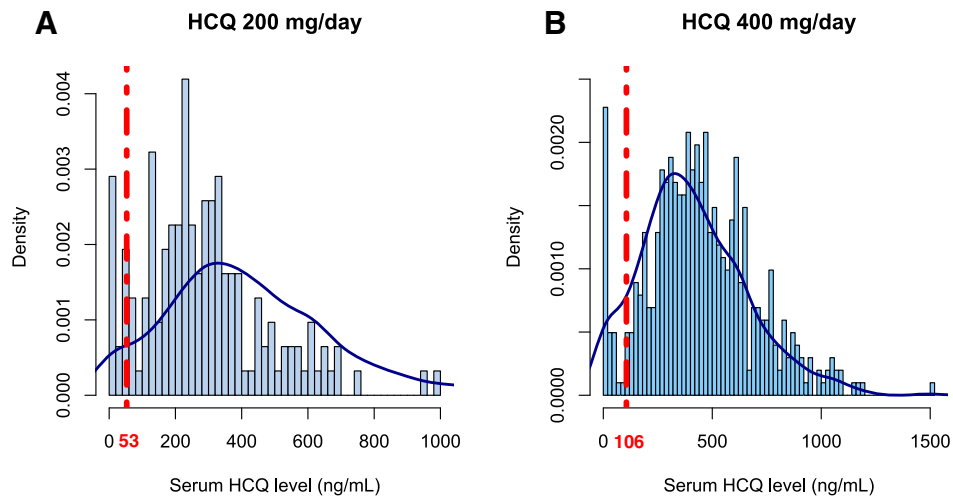 A
HCQ 200 mg/day
Density
0.004
0.003
0.002
0.001
0.000
0 53 200 400 600 800 1000
Serum HCQ level (ng/mL)
B
HCQ 400 mg/day
Density
0.0020
0.0010
0.0000
0 106 500 1000 1500
Serum HCQ level (ng/mL)